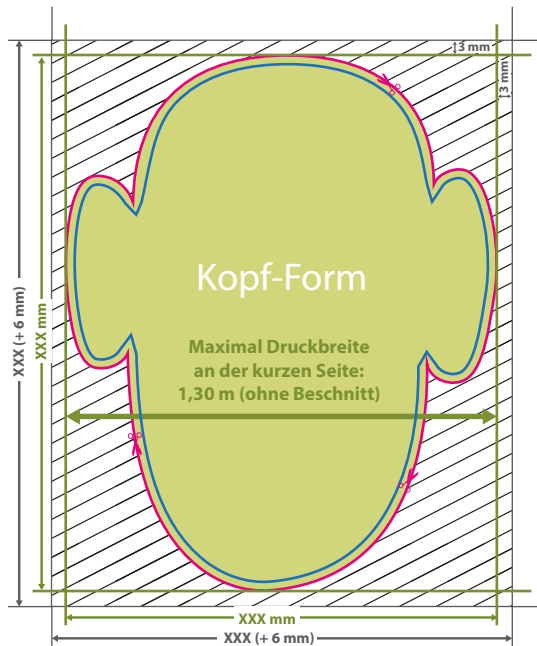 3 mm
3 mm
Kopf-Form
XXX (+ 6 mm)
XXX mm
Maximal Druckbreite
an der kurzen Seite:
1,30 m (ohne Beschnitt)
XXX mm
XXX (+ 6 mm)